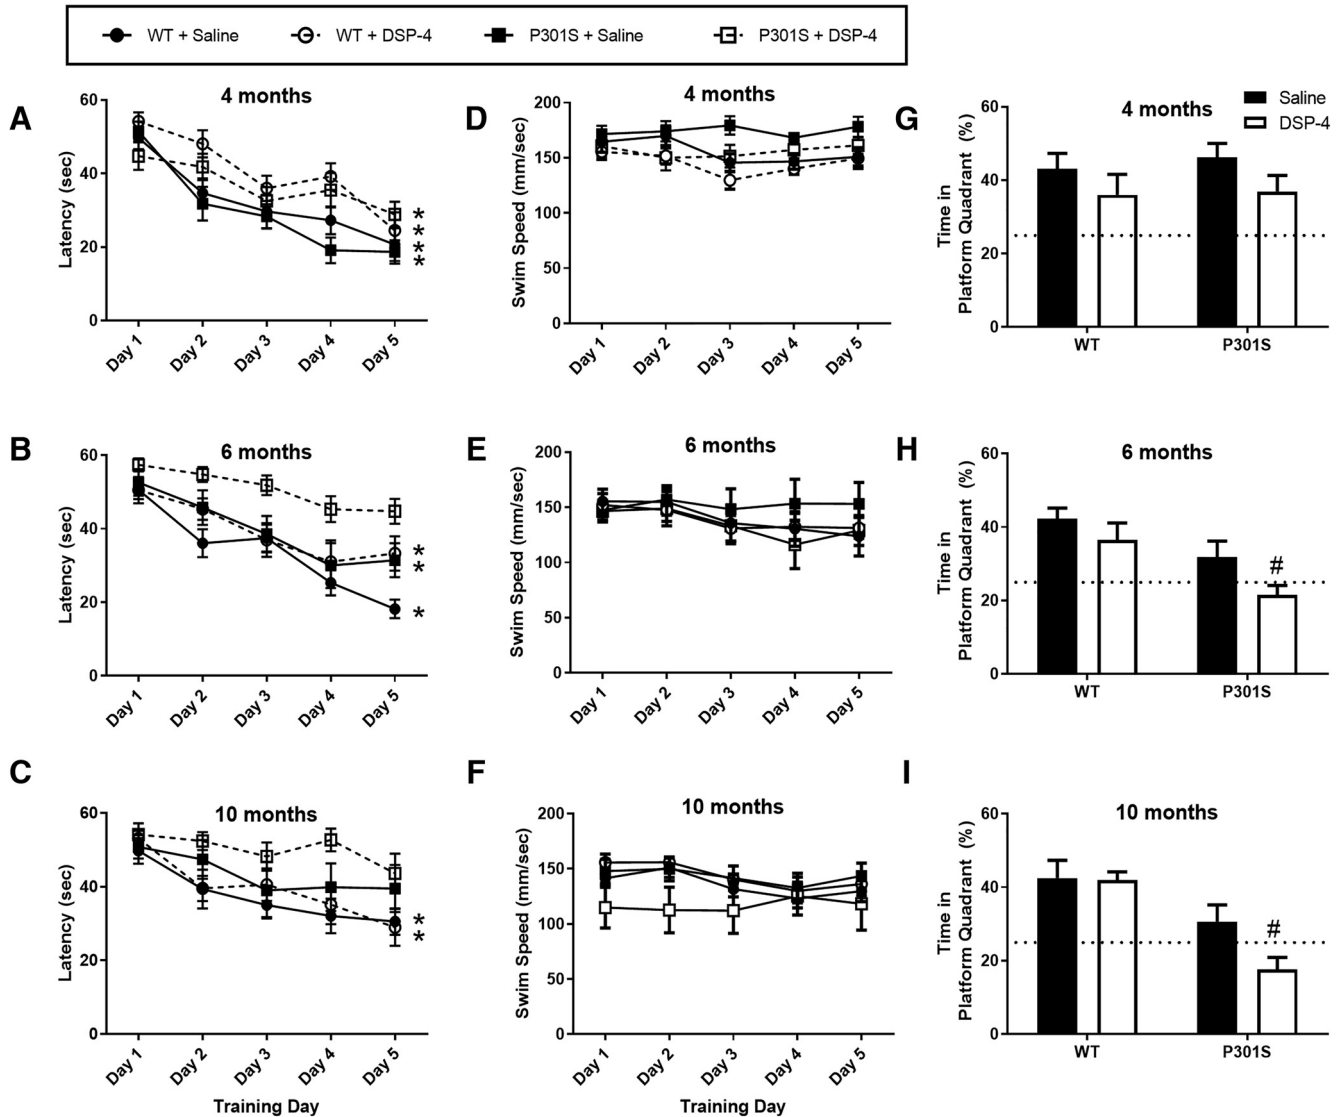 WT + Saline WT + DSP-4 P301S + Saline P301S + DSP-4
A
4 months
Latency (sec)
60
40
20
0
Day 1 Day 2 Day 3 Day 4 Day 5
*
*
*
*
D
4 months
Swim Speed (mm/sec)
200
150
100
50
0
Day 1 Day 2 Day 3 Day 4 Day 5
G
4 months
Saline
DSP-4
Time in
Platform Quadrant (%)
60
40
20
0
WT P301S
B
6 months
Latency (sec)
60
40
20
0
Day 1 Day 2 Day 3 Day 4 Day 5
*
*
*
E
6 months
Swim Speed (mm/sec)
200
150
100
50
0
Day 1 Day 2 Day 3 Day 4 Day 5
H
6 months
Time in
Platform Quadrant (%)
60
40
20
0
#
WT P301S
C
10 months
Latency (sec)
60
40
20
0
Day 1 Day 2 Day 3 Day 4 Day 5
Training Day
*
*
F
10 months
Swim Speed (mm/sec)
200
150
100
50
0
Day 1 Day 2 Day 3 Day 4 Day 5
Training Day
I
10 months
Time in
Platform Quadrant (%)
60
40
20
0
#
WT P301S